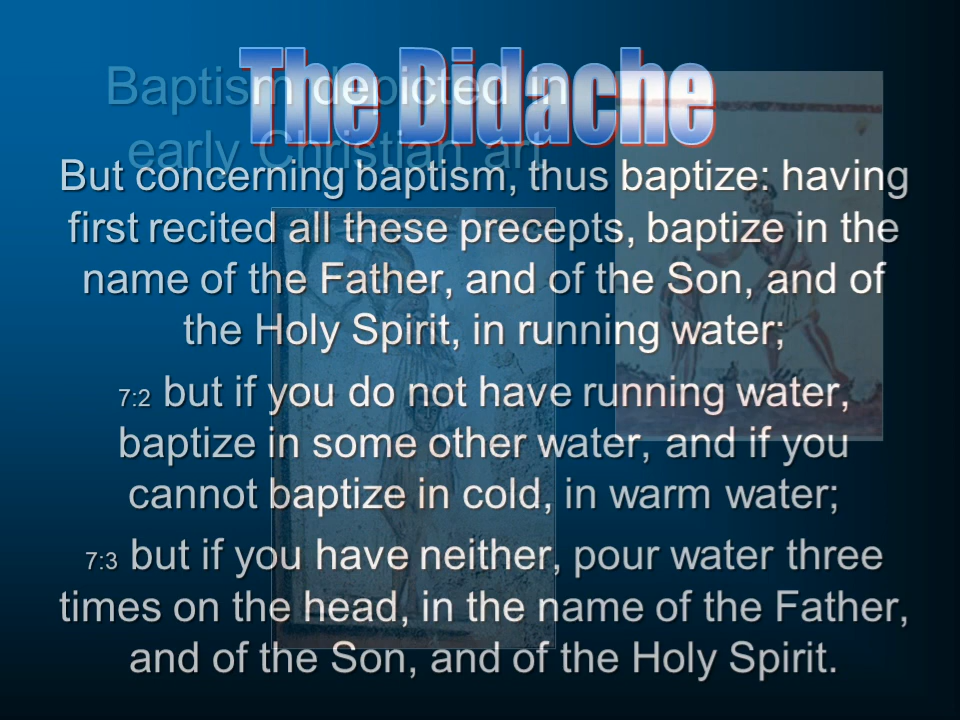 The Didache
Baptism depicted in
early Christian art
But concerning baptism, thus baptize: having
first recited all these precepts, baptize in the
name of the Father, and of the Son, and of
the Holy Spirit, in running water;
7:2 but if you do not have running water,
baptize in some other water, and if you
cannot baptize in cold, in warm water;
7:3 but if you have neither, pour water three
times on the head, in the name of the Father,
and of the Son, and of the Holy Spirit.